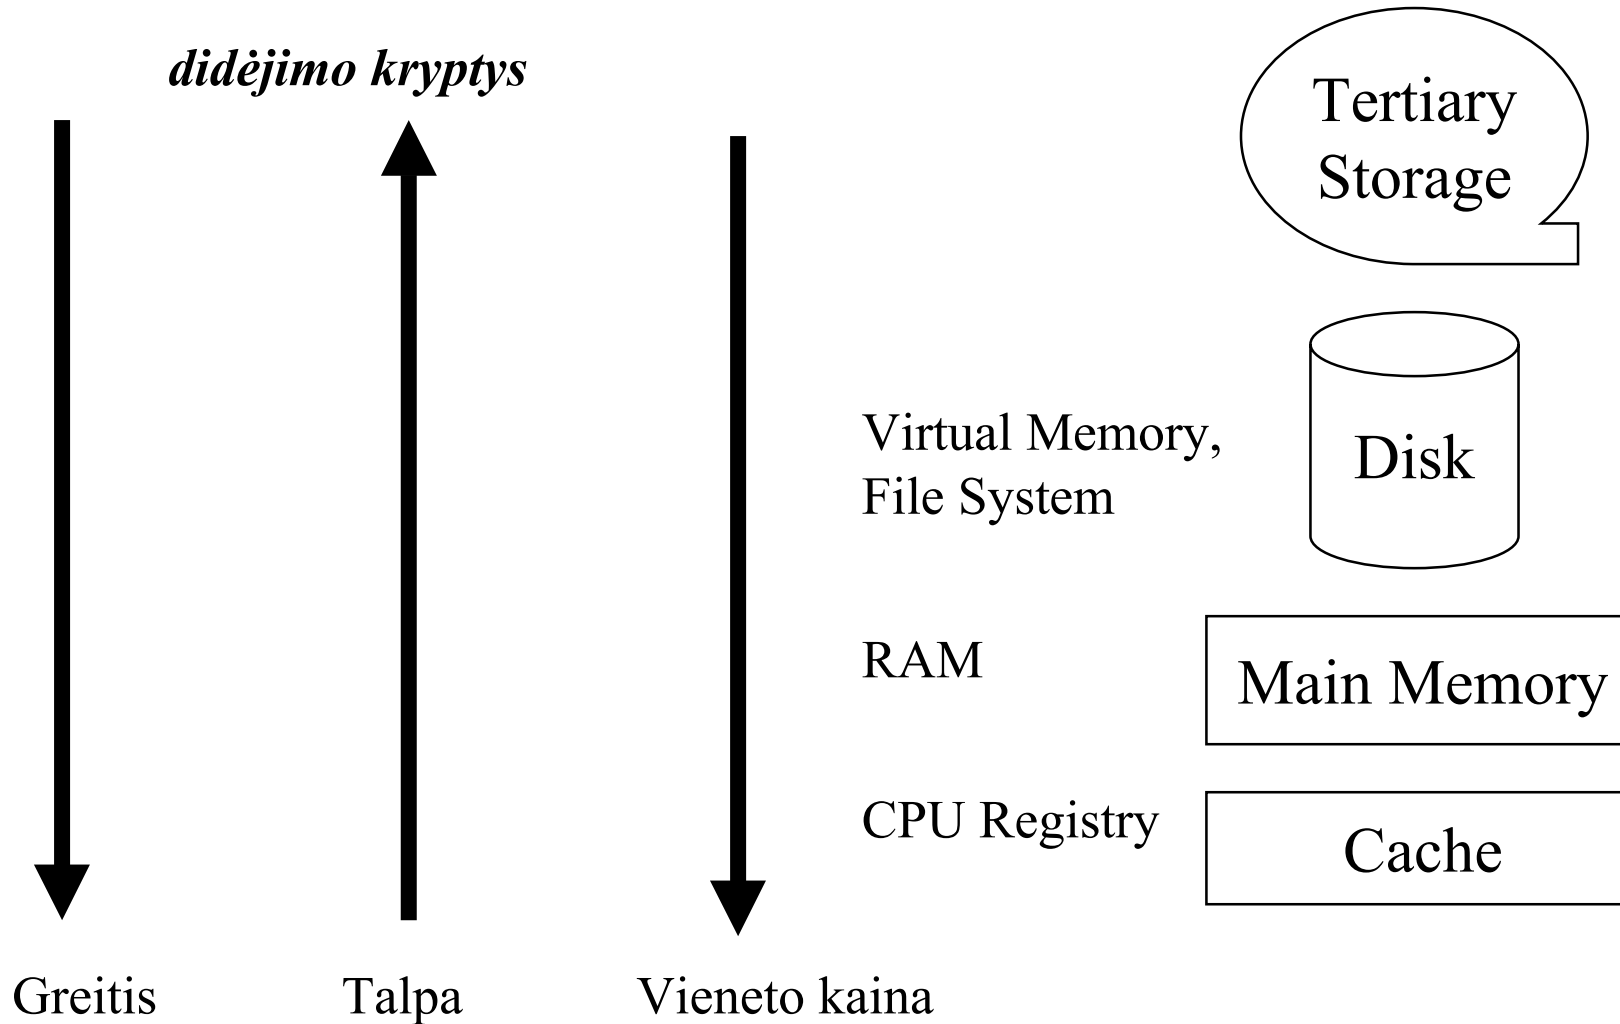 didėjimo kryptys
Tertiary
Storage
Virtual Memory,
File System
Disk
RAM
Main Memory
CPU Registry
Cache
Greitis
Talpa
Vieneto kaina